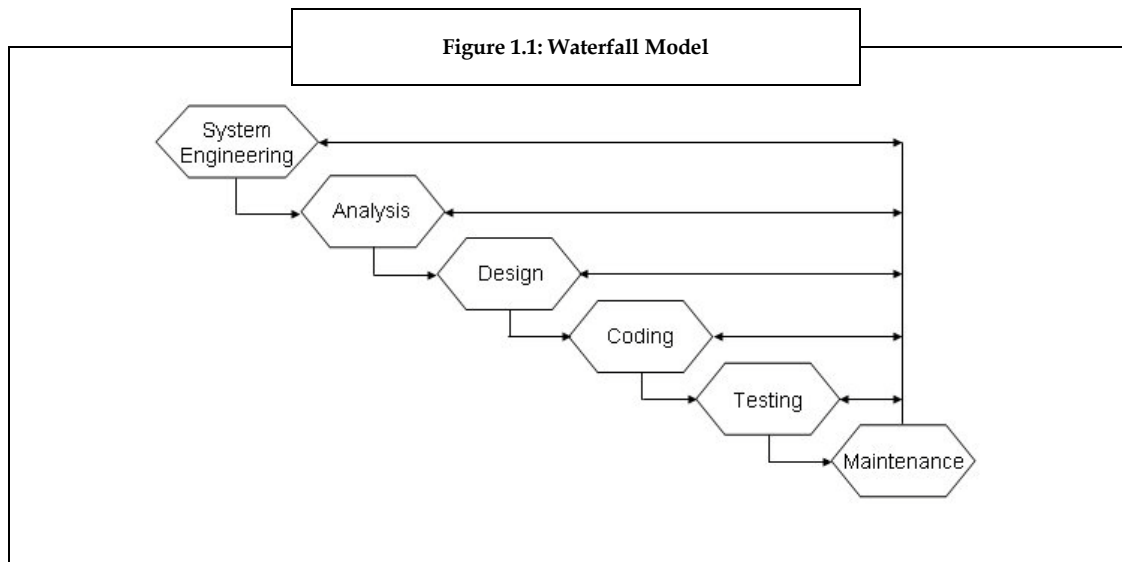 Figure 1.1: Waterfall Model
System
Engineering
Analysis
Design
Coding
Testing
Maintenance